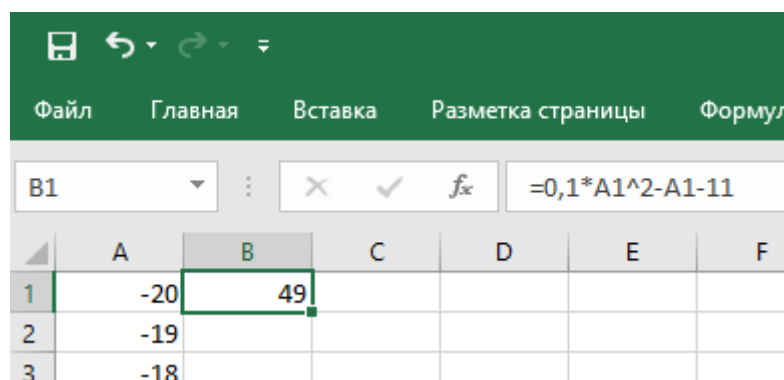 Файл Главная Вставка Разметка страницы Формул
B1 fx =0,1*A1^2-A1-11
A B C D E F
1 -20 49
2 -19
3 -18